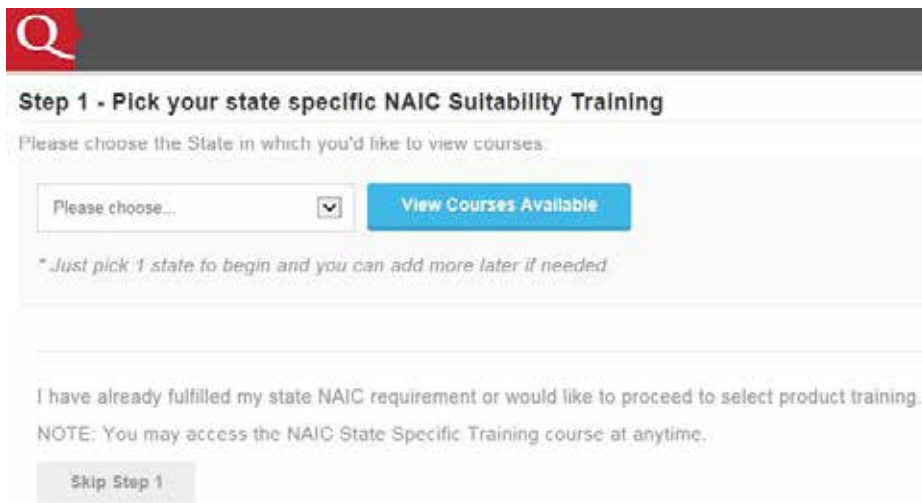 Q
Step 1 - Pick your state specific NAIC Suitability Training
Please choose the State in which you'd like to view courses:
Please choose... View Courses Available
* Just pick 1 state to begin and you can add more later if needed
I have already fulfilled my state NAIC requirement or would like to proceed to select product training.
NOTE: You may access the NAIC State Specific Training course at anytime.
Skip Step 1